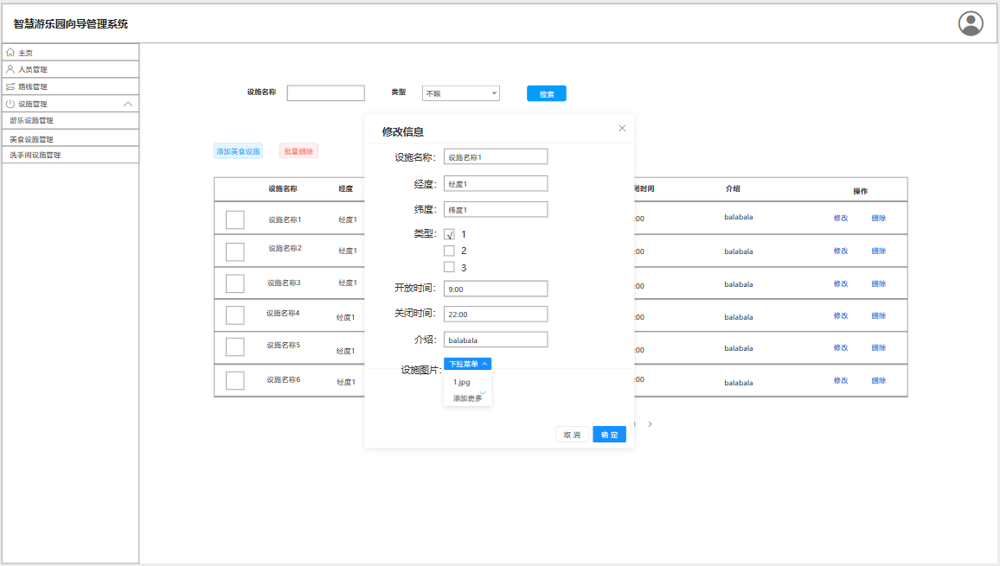 智慧游乐园向导管理系统
主页
人员管理
路线管理
设施管理
游乐设施管理
美食设施管理
洗手间设施管理
设施名称 类型 不限 搜索
添加美食设施 批量删除
设施名称 经度 闭时间 介绍 操作
设施名称1 经度1 :00 balabala 修改 删除
设施名称2 经度1 :00 balabala 修改 删除
设施名称3 经度1 :00 balabala 修改 删除
设施名称4 经度1 :00 balabala 修改 删除
设施名称5 经度1 :00 balabala 修改 删除
设施名称6 经度1 :00 balabala 修改 删除
修改信息
设施名称： 设施名称1
经度： 经度1
纬度： 纬度1
类型： √ 1
2
3
开放时间： 9:00
关闭时间： 22:00
介绍： balabala
设施图片： 下拉菜单
1.jpg
添加更多
取 消 确 定